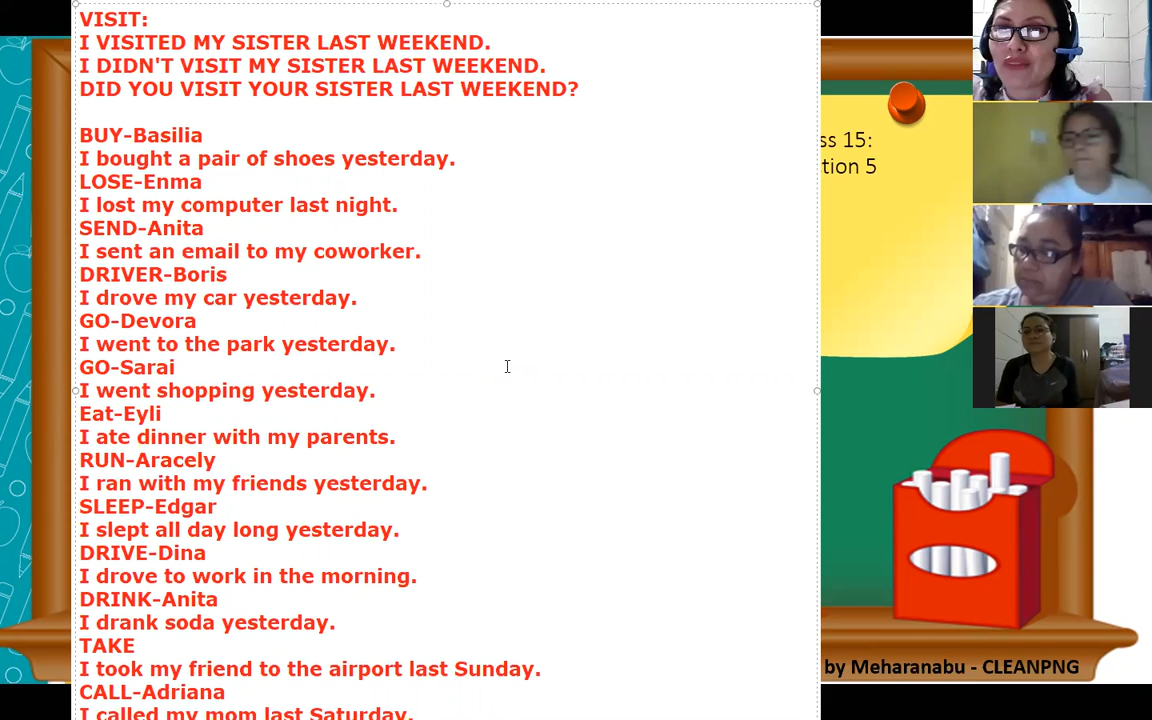 VISIT:
I VISITED MY SISTER LAST WEEKEND.
I DIDN'T VISIT MY SISTER LAST WEEKEND.
DID YOU VISIT YOUR SISTER LAST WEEKEND?
BUY-Basilia
I bought a pair of shoes yesterday.
LOSE-Enma
I lost my computer last night.
SEND-Anita
I sent an email to my coworker.
DRIVER-Boris
I drove my car yesterday.
GO-Devora
I went to the park yesterday.
GO-Sarai
I went shopping yesterday.
Eat-Eyli
I ate dinner with my parents.
RUN-Aracely
I ran with my friends yesterday.
SLEEP-Edgar
I slept all day long yesterday.
DRIVE-Dina
I drove to work in the morning.
DRINK-Anita
I drank soda yesterday.
TAKE
I took my friend to the airport last Sunday.
CALL-Adriana
I called my mom last Saturday.
ss 15:
tion 5
by Meharanabu - CLEANPNG